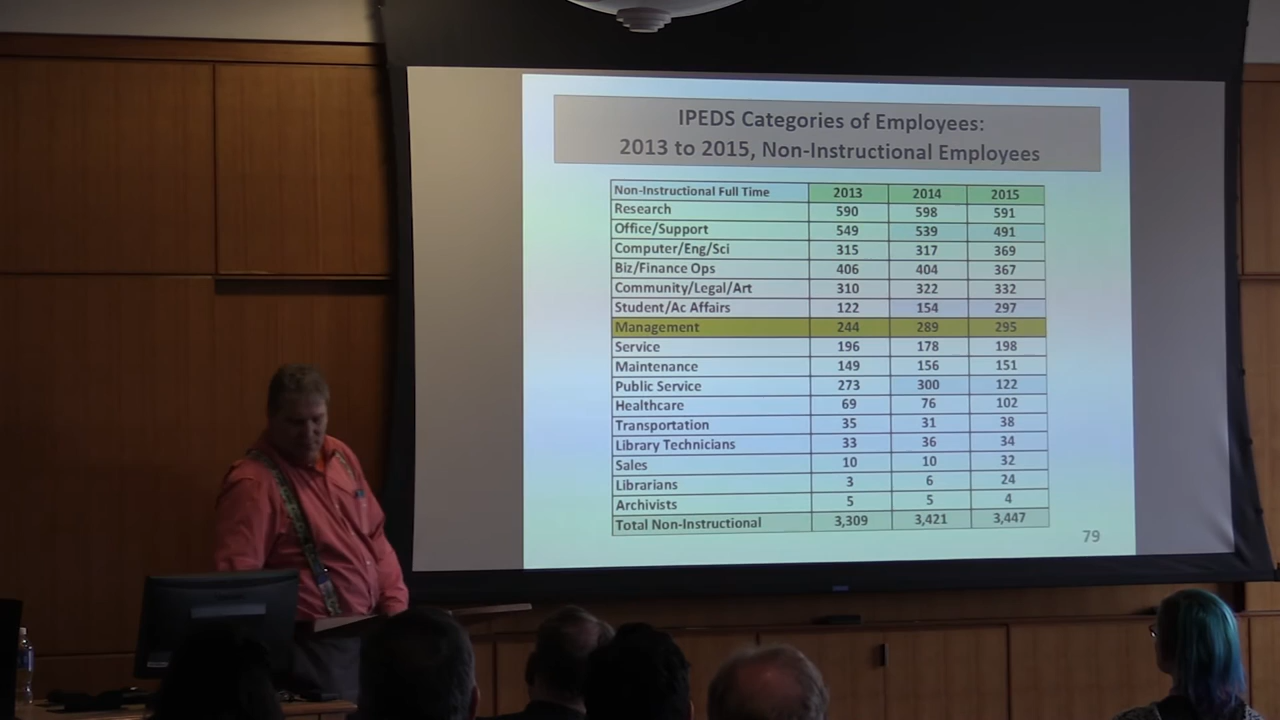 IPEDS Categories of Employees:
2013 to 2015, Non-Instructional Employees
Non-Instructional Full Time 2013 2014 2015
Research 590 598 591
Office/Support 549 539 491
Computer/Eng/Sci 315 317 369
Biz/Finance Ops 406 404 367
Community/Legal/Art 310 322 332
Student/Ac Affairs 122 154 297
Management 244 289 295
Service 196 178 198
Maintenance 149 156 151
Public Service 273 300 122
Healthcare 69 76 102
Transportation 35 31 38
Library Technicians 33 36 34
Sales 10 10 32
Librarians 3 6 24
Archivists 5 5 4
Total Non-Instructional 3,309 3,421 3,447
79